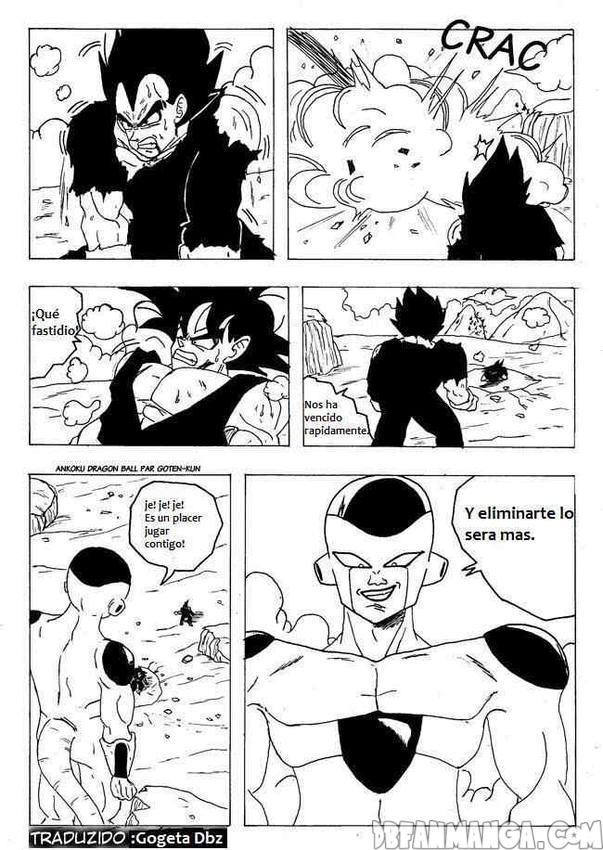 CRAC
¡Qué
fastidio!
Nos ha
vencido
rapidamente.
ANKOKU DRAGON BALL PAR GOTEN-KUN
je! je! je!
Es un placer
jugar
contigo!
Y eliminarte lo
sera mas.
TRADUZIDO :Gogeta Dbz
DBFANMANGA.COM